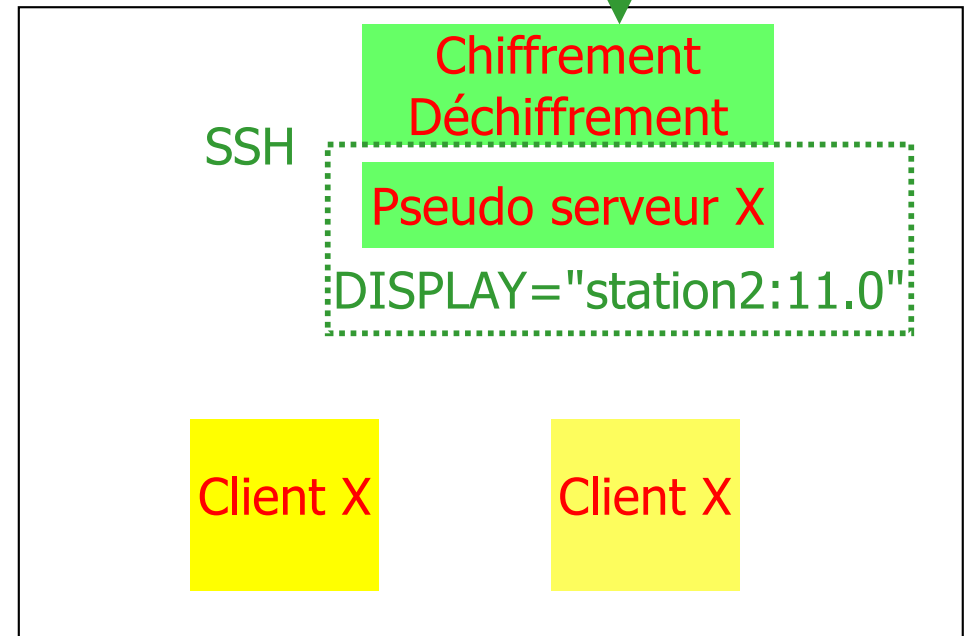 Chiffrement
Déchiffrement
SSH
Pseudo serveur X
DISPLAY="station2:11.0"
Client X
Client X